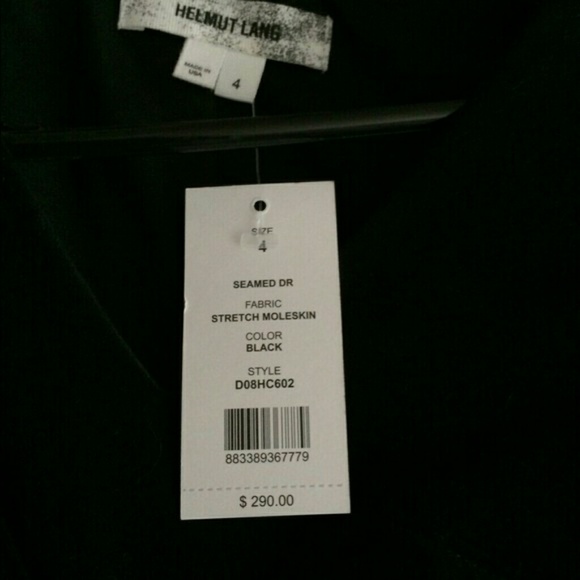 HELMUT LANG
MADE IN
USA
4
SIZE
4
SEAMED DR
FABRIC
STRETCH MOLESKIN
COLOR
BLACK
STYLE
D08HC602
883389367779
$ 290.00